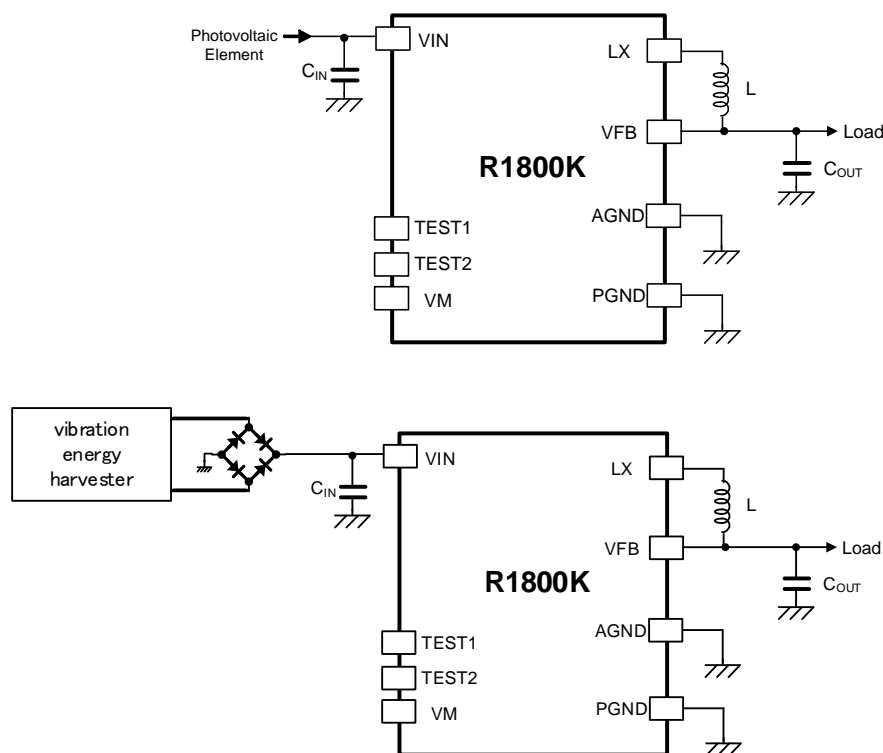 Photovoltaic
Element
VIN
C_IN
LX
L
VFB
Load
C_OUT
R1800K
AGND
TEST1
TEST2
VM
PGND
vibration
energy
harvester
VIN
C_IN
LX
L
VFB
Load
C_OUT
R1800K
AGND
TEST1
TEST2
VM
PGND